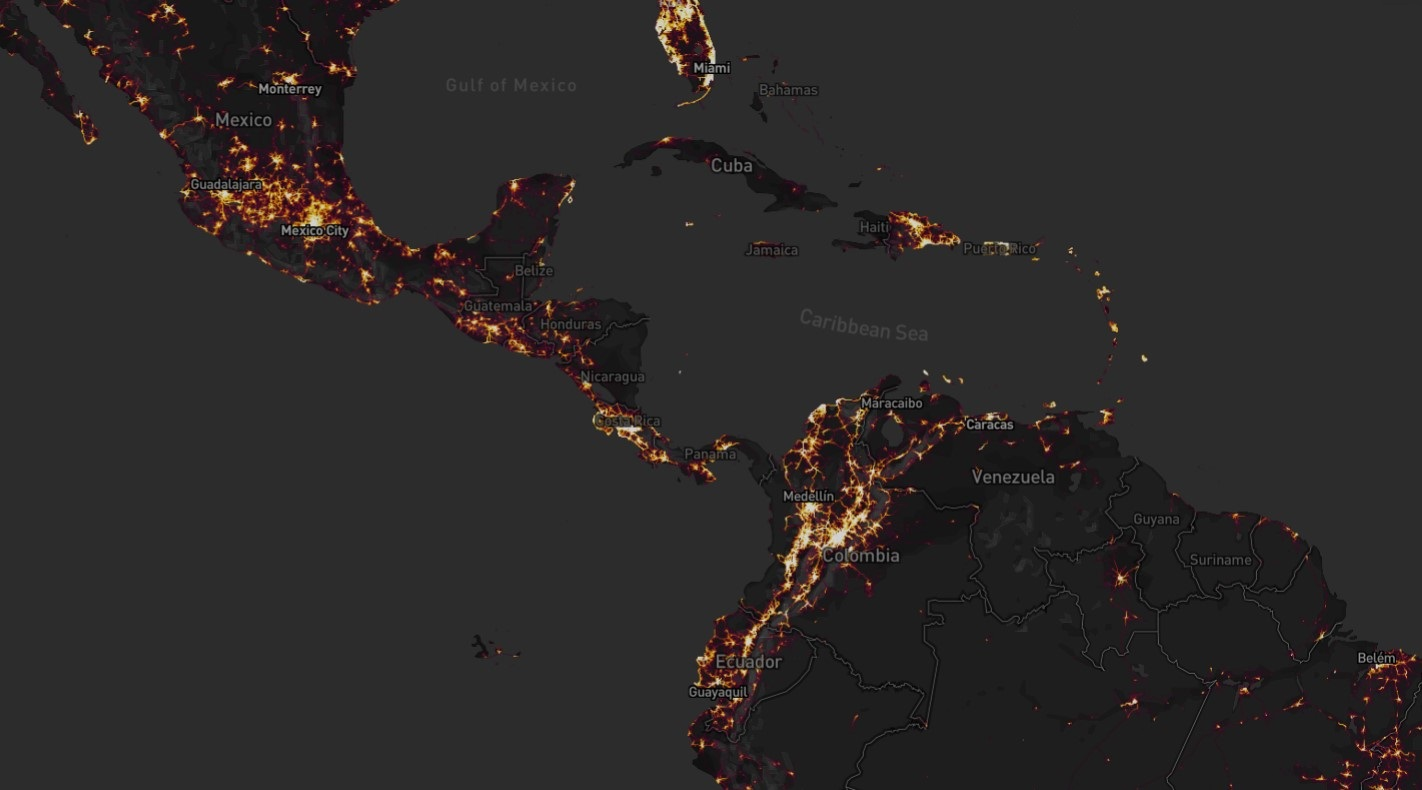 Miami
Gulf of Mexico
Bahamas
Monterrey
Mexico
Cuba
Guadalajara
Mexico City
Haiti
Puerto Rico
Jamaica
Belize
Guatemala
Honduras
Caribbean Sea
Nicaragua
Maracaibo
Costa Rica
Caracas
Panama
Venezuela
Medellín
Guyana
Colombia
Suriname
Ecuador
Belém
Guayaquil